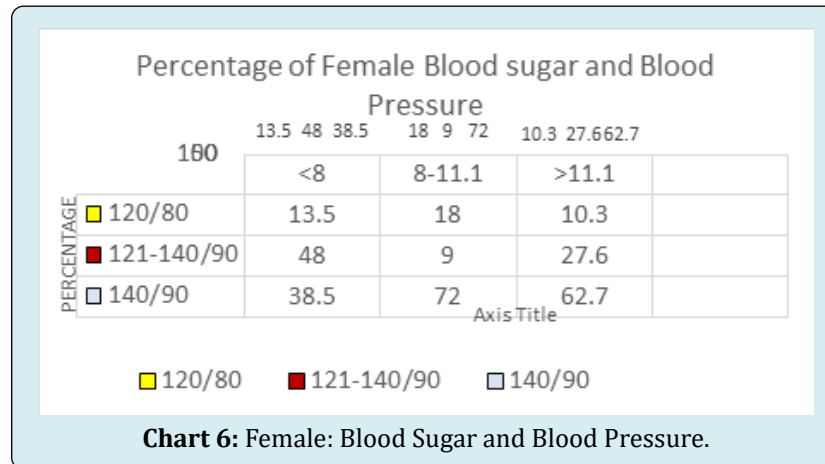 Percentage of Female Blood sugar and Blood
Pressure
13.5 48 38.5 18 9 72 10.3 27.662.7
<8 8-11.1 >11.1
PERCENTAGE
120/80 13.5 18 10.3
121-140/90 48 9 27.6
140/90 38.5 72 62.7
Axis Title
120/80 121-140/90 140/90
Chart 6: Female: Blood Sugar and Blood Pressure.